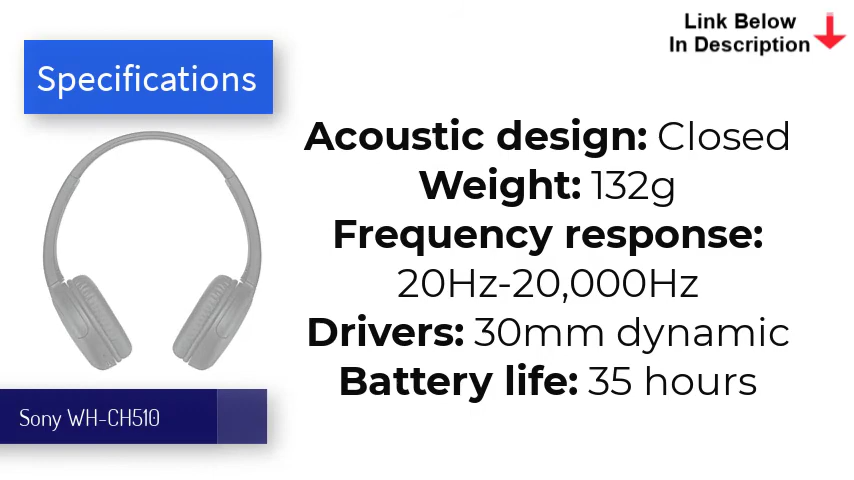 Link Below
In Description
Specifications
Acoustic design: Closed
Weight: 132g
Frequency response:
20Hz-20,000Hz
Drivers: 30mm dynamic
Battery life: 35 hours
Sony WH-CH510